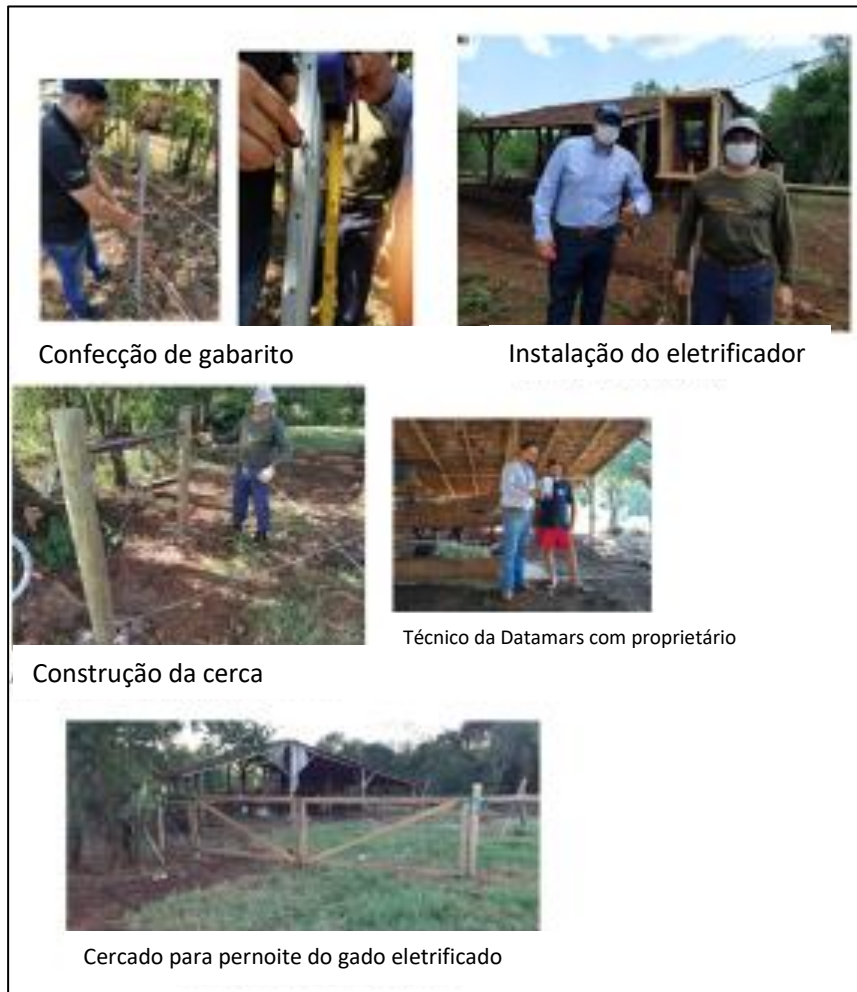 Confecção de gabarito
Instalação do eletrificador
Técnico da Datamars com proprietário
Construção da cerca
Cercado para pernoite do gado eletrificado